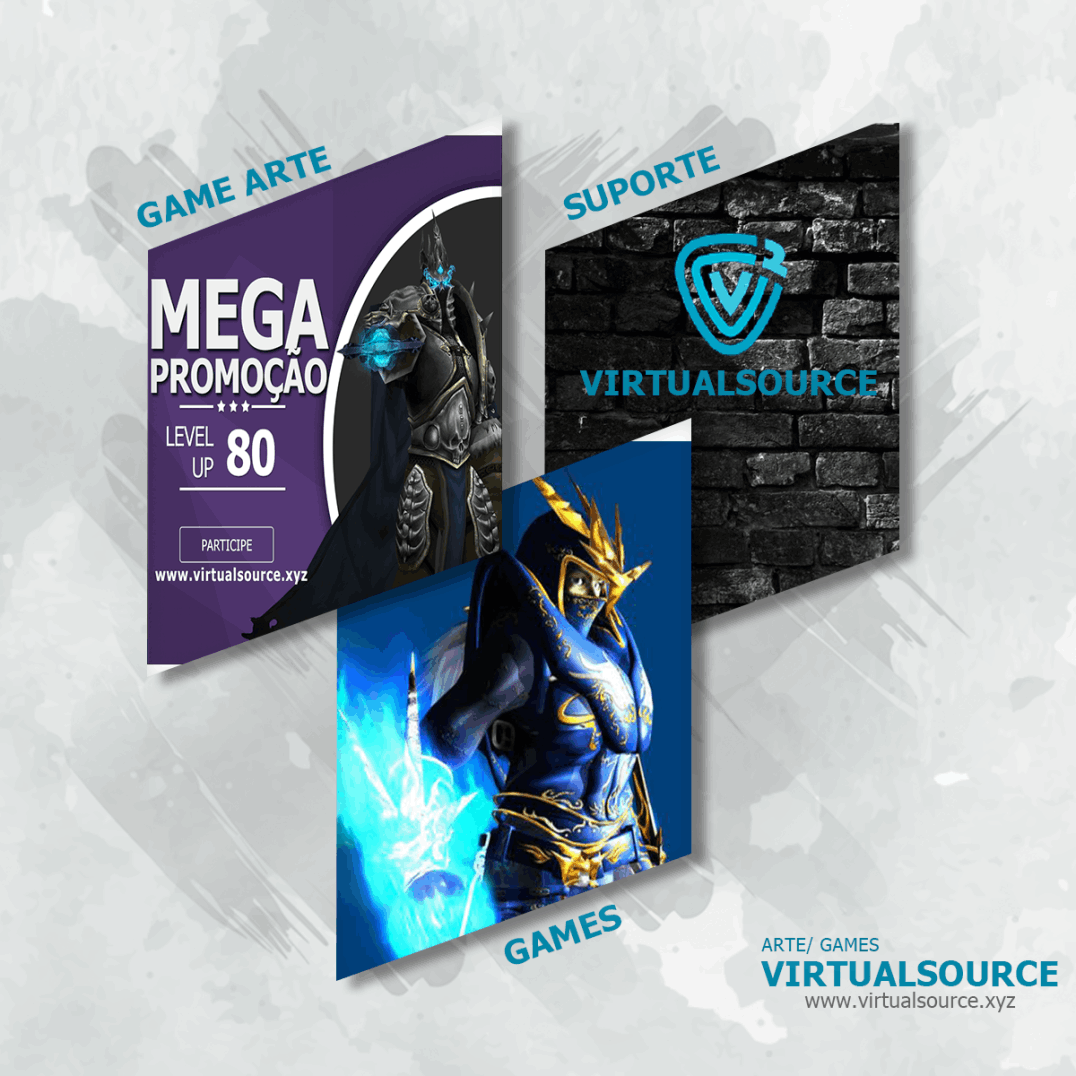 GAME ARTE
MEGA
PROMOÇÃO
LEVEL
UP 80
PARTICIPE
www.virtualsource.xyz
SUPORTE
VIRTUALSOURCE
GAMES
ARTE/ GAMES
VIRTUALSOURCE
www.virtualsource.xyz